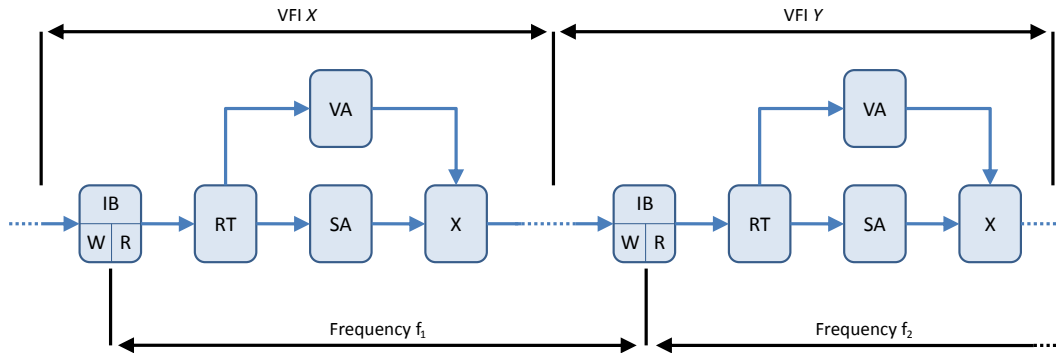 VFI X
VFI Y
VA
VA
IB
W R
RT
SA
X
IB
W R
RT
SA
X
Frequency f₁
Frequency f₂